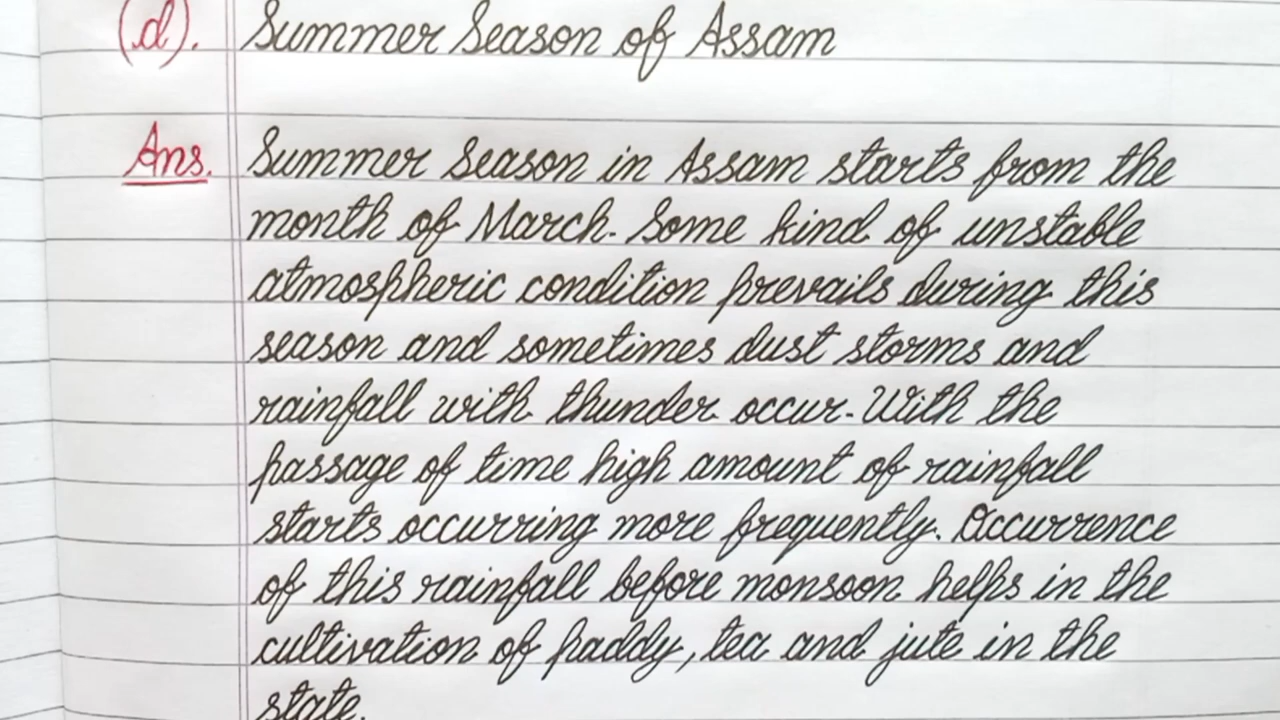 (d). Summer Season of Assam
Ans. Summer Season in Assam starts from the
month of March. Some kind of unstable
atmospheric condition prevails during this
season and sometimes dust storms and
rainfall with thunder occur. With the
passage of time high amount of rainfall
starts occurring more frequently. Occurrence
of this rainfall before monsoon helps in the
cultivation of paddy, tea and jute in the
state.